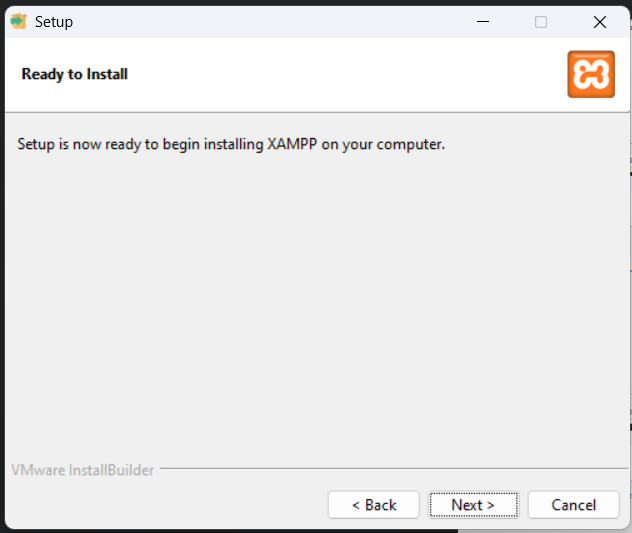 Setup
Ready to Install
Setup is now ready to begin installing XAMPP on your computer.
VMware InstallBuilder
< Back
Next >
Cancel